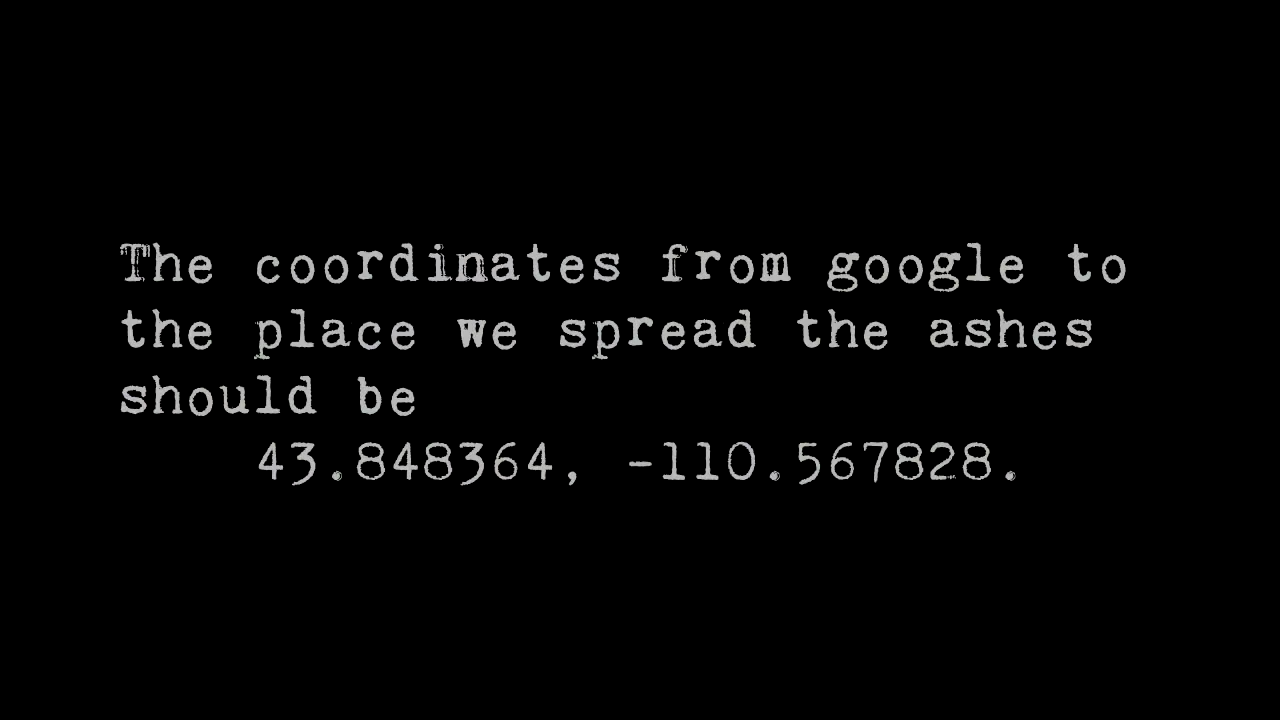 The coordinates from google to
the place we spread the ashes
should be
43.848364, -110.567828.